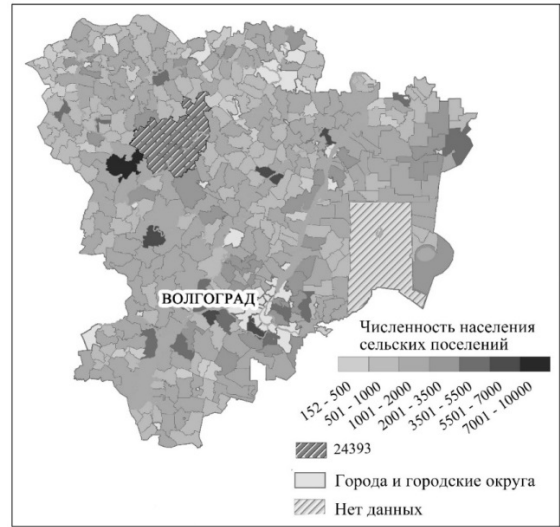 ВОЛГОГРАД
Численность населения
сельских поселений
152 - 500
501 - 1000
1001 - 2000
2001 - 3500
3501 - 5500
5501 - 7000
7001 - 10000
24393
Города и городские округа
Нет данных